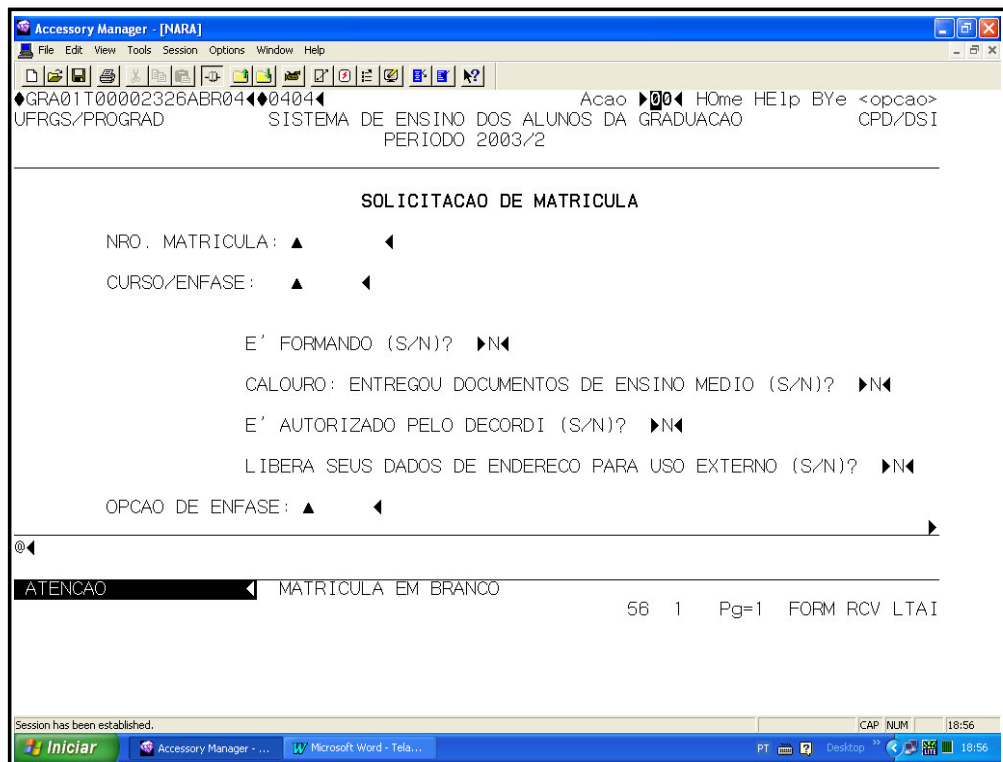 Accessory Manager - [NARA]
File Edit View Tools Session Options Window Help
♦GRA01T00002326ABR04◄♦0404◄ Acao ►00◄ HOme HElp BYe <opcao>
UFRGS/PROGRAD SISTEMA DE ENSINO DOS ALUNOS DA GRADUACAO CPD/DSI
PERIODO 2003/2
SOLICITACAO DE MATRICULA
NRO. MATRICULA: ▲ ◄
CURSO/ENFASE: ▲ ◄
E' FORMANDO (S/N)? ►N◄
CALOURO: ENTREGOU DOCUMENTOS DE ENSINO MEDIO (S/N)? ►N◄
E' AUTORIZADO PELO DECORDI (S/N)? ►N◄
LIBERA SEUS DADOS DE ENDERECO PARA USO EXTERNO (S/N)? ►N◄
OPCAO DE ENFASE: ▲ ◄
►
@◄
ATENCAO ◄ MATRICULA EM BRANCO
56 1 Pg=1 FORM RCV LTAI
Session has been established. CAP NUM 18:56
Iniciar Accessory Manager - ... Microsoft Word - Tela... PT Desktop » 18:56